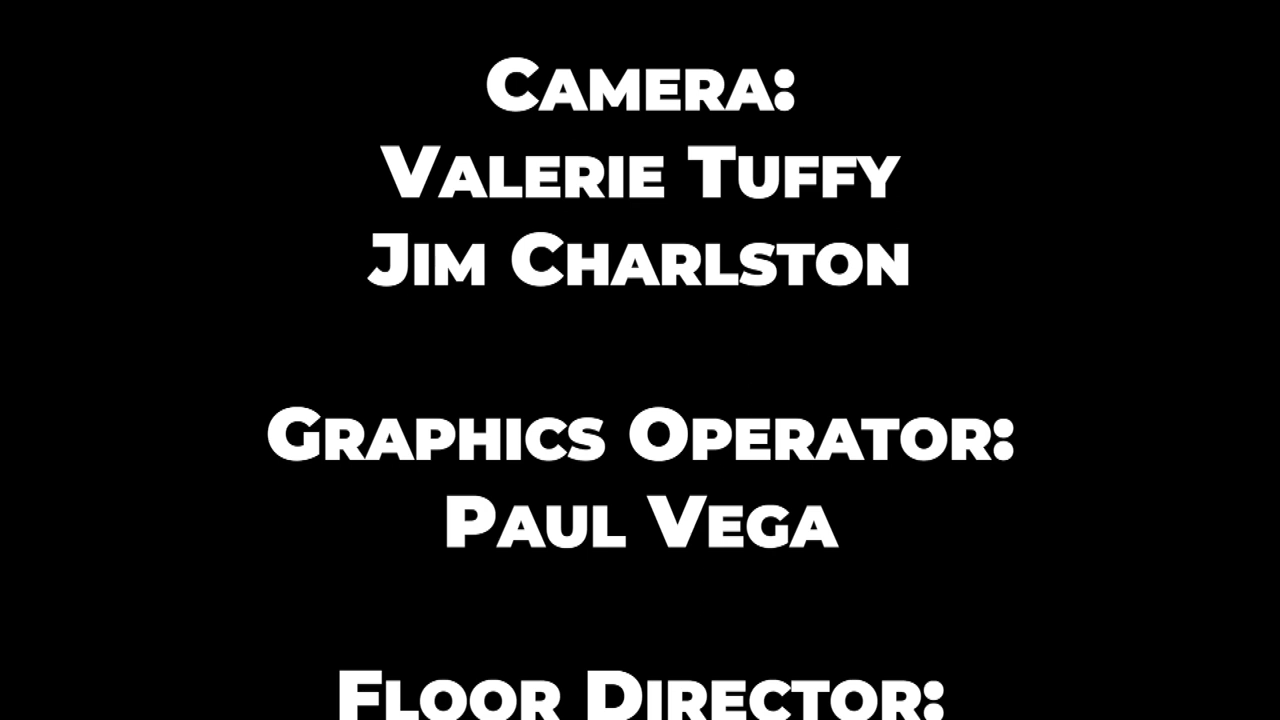 Camera:
Valerie Tuffy
Jim Charlston
Graphics Operator:
Paul Vega
Floor Director: